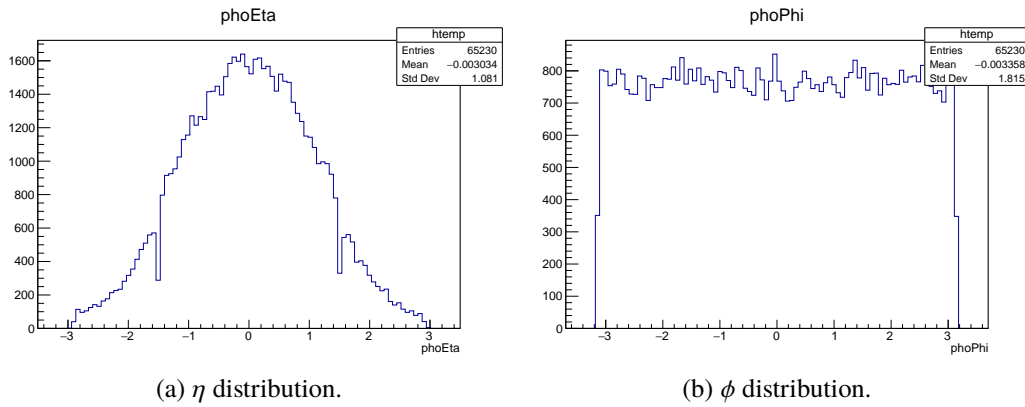 phoEta
htemp
Entries 65230
Mean −0.003034
Std Dev 1.081
1600
1400
1200
1000
800
600
400
200
0
−3 −2 −1 0 1 2 3
phoEta
(a) η distribution.
phoPhi
htemp
Entries 65230
Mean −0.003358
Std Dev 1.815
800
700
600
500
400
300
200
100
0
−3 −2 −1 0 1 2 3
phoPhi
(b) ϕ distribution.